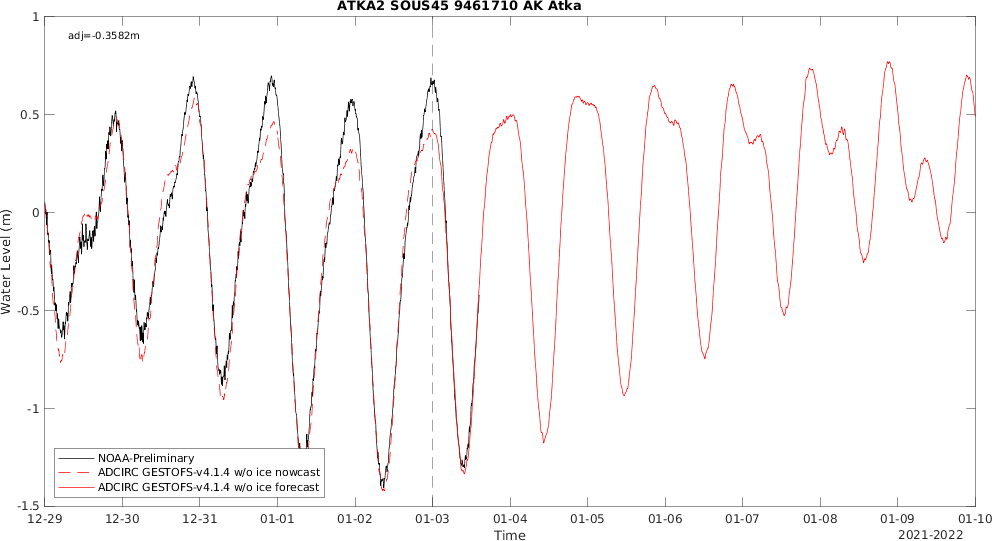 ATKA2 SOUS45 9461710 AK Atka
adj=-0.3582m
1
0.5
0
-0.5
-1
-1.5
Water Level (m)
NOAA-Preliminary
ADCIRC GESTOFS-v4.1.4 w/o ice nowcast
ADCIRC GESTOFS-v4.1.4 w/o ice forecast
12-29 12-30 12-31 01-01 01-02 01-03 01-04 01-05 01-06 01-07 01-08 01-09 01-10
Time
2021-2022